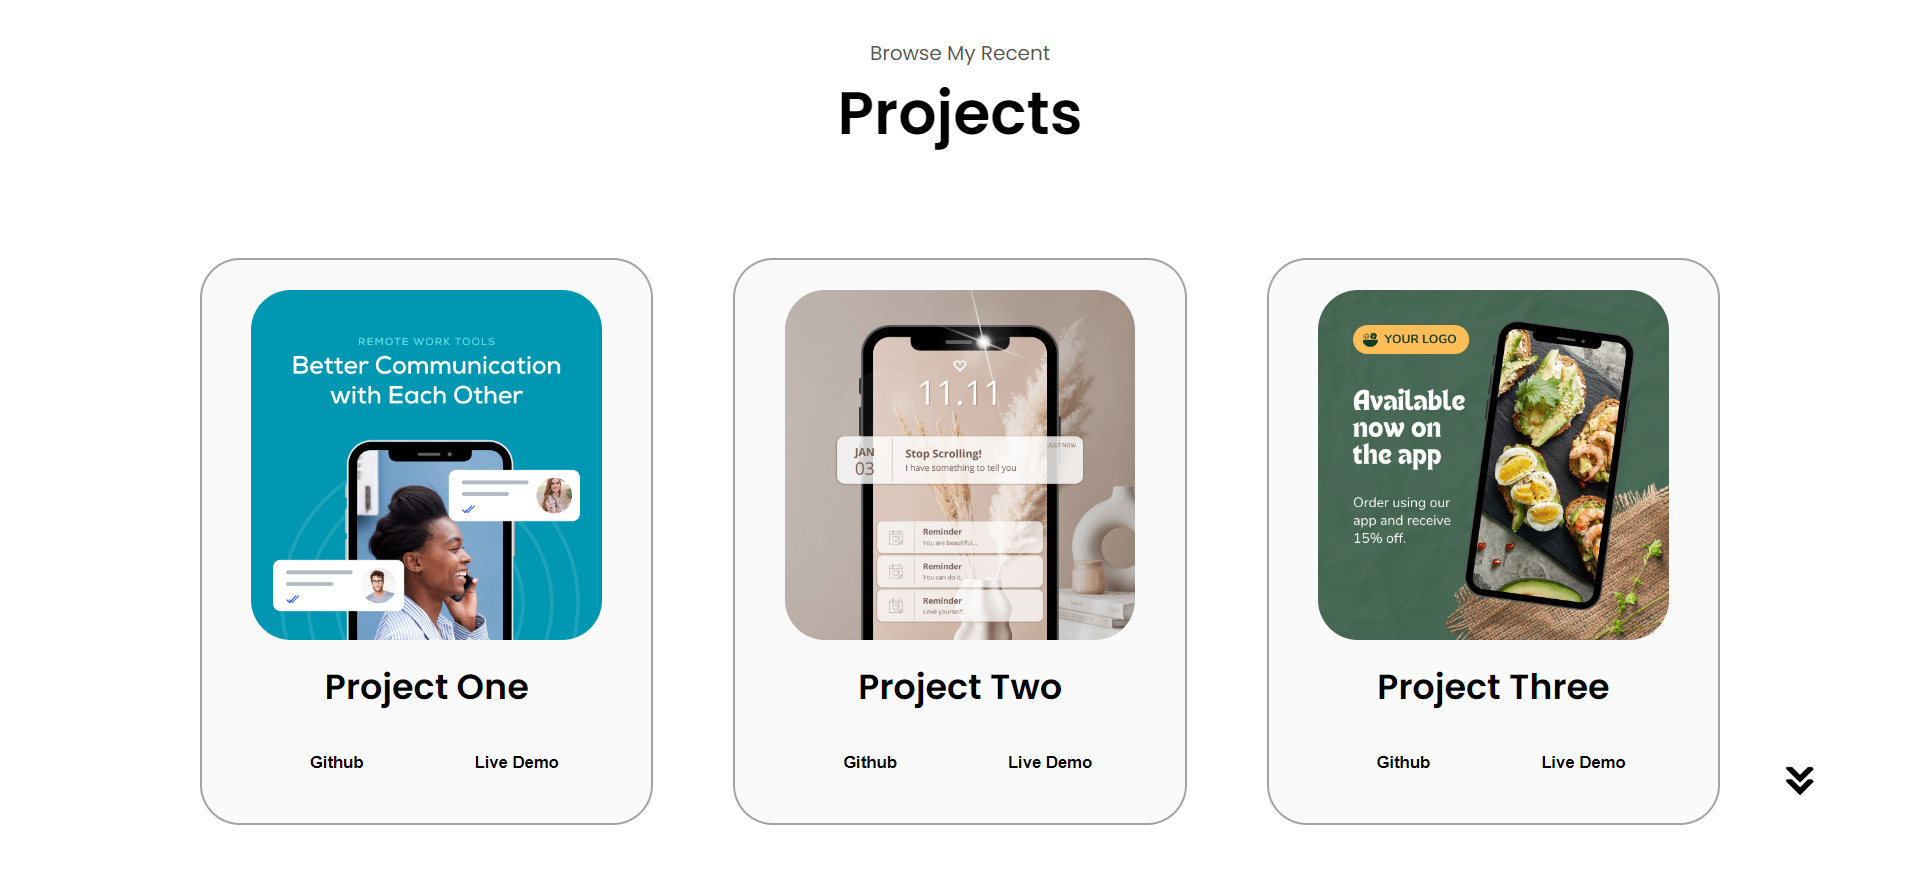 Browse My Recent
Projects
REMOTE WORK TOOLS
Better Communication
with Each Other
Project One
Github
Live Demo
11.11
JUST NOW
JAN
03
Stop Scrolling!
I have something to tell you
Reminder
You are beautiful...
Reminder
You can do it...
Reminder
Love yourself...
Project Two
Github
Live Demo
YOUR LOGO
Available
now on
the app
Order using our
app and receive
15% off.
Project Three
Github
Live Demo